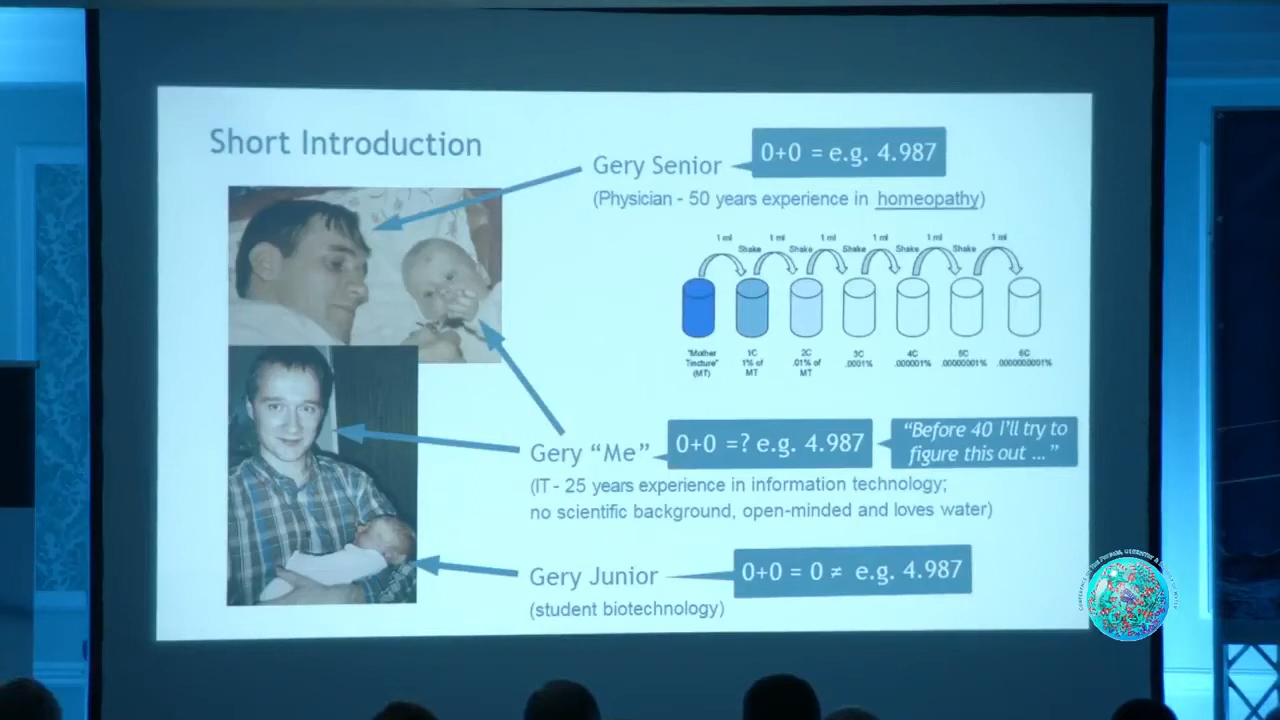 Short Introduction
Gery Senior
0+0 = e.g. 4.987
(Physician - 50 years experience in homeopathy)
1 ml
1 ml
1 ml
1 ml
1 ml
1 ml
Shake
Shake
Shake
Shake
Shake
"Mother
Tincture"
(MT)
1C
1% of
MT
2C
.01% of
MT
3C
.0001%
4C
.000001%
5C
.00000001%
6C
.0000000001%
Gery “Me”
0+0 =? e.g. 4.987
“Before 40 I’ll try to
figure this out ...”
(IT - 25 years experience in information technology;
no scientific background, open-minded and loves water)
Gery Junior
0+0 = 0 ≠ e.g. 4.987
(student biotechnology)